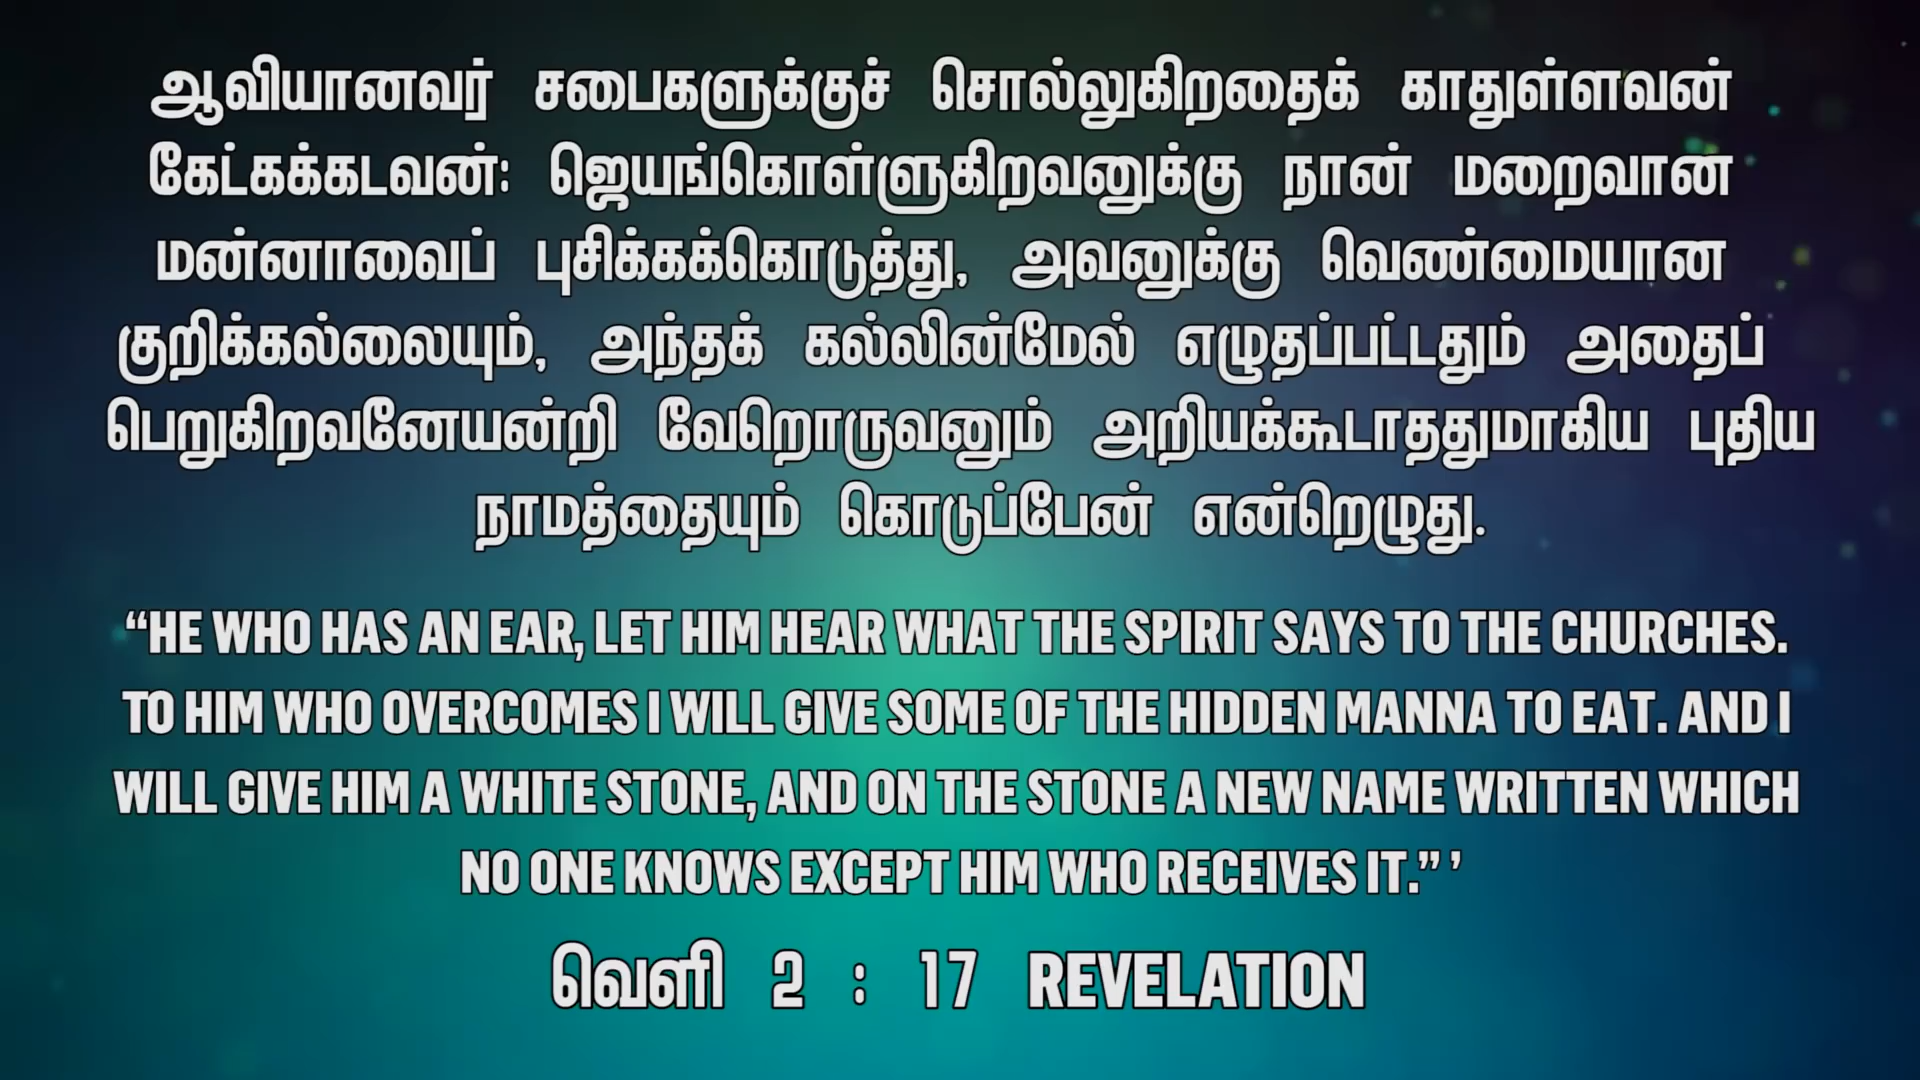 ஆவியானவர் சபைகளுக்குச் சொல்லுகிறதைக் காதுள்ளவன்
கேட்கக்கடவன்: ஜெயங்கொள்ளுகிறவனுக்கு நான் மறைவான
மன்னாவைப் புசிக்கக்கொடுத்து, அவனுக்கு வெண்மையான
குறிக்கல்லையும், அந்தக் கல்லின்மேல் எழுதப்பட்டதும் அதைப்
பெறுகிறவனேயன்றி வேறொருவனும் அறியக்கூடாததுமாகிய புதிய
நாமத்தையும் கொடுப்பேன் என்றெழுது.
“HE WHO HAS AN EAR, LET HIM HEAR WHAT THE SPIRIT SAYS TO THE CHURCHES.
TO HIM WHO OVERCOMES I WILL GIVE SOME OF THE HIDDEN MANNA TO EAT. AND I
WILL GIVE HIM A WHITE STONE, AND ON THE STONE A NEW NAME WRITTEN WHICH
NO ONE KNOWS EXCEPT HIM WHO RECEIVES IT.” ’
வெளி 2 : 17 REVELATION